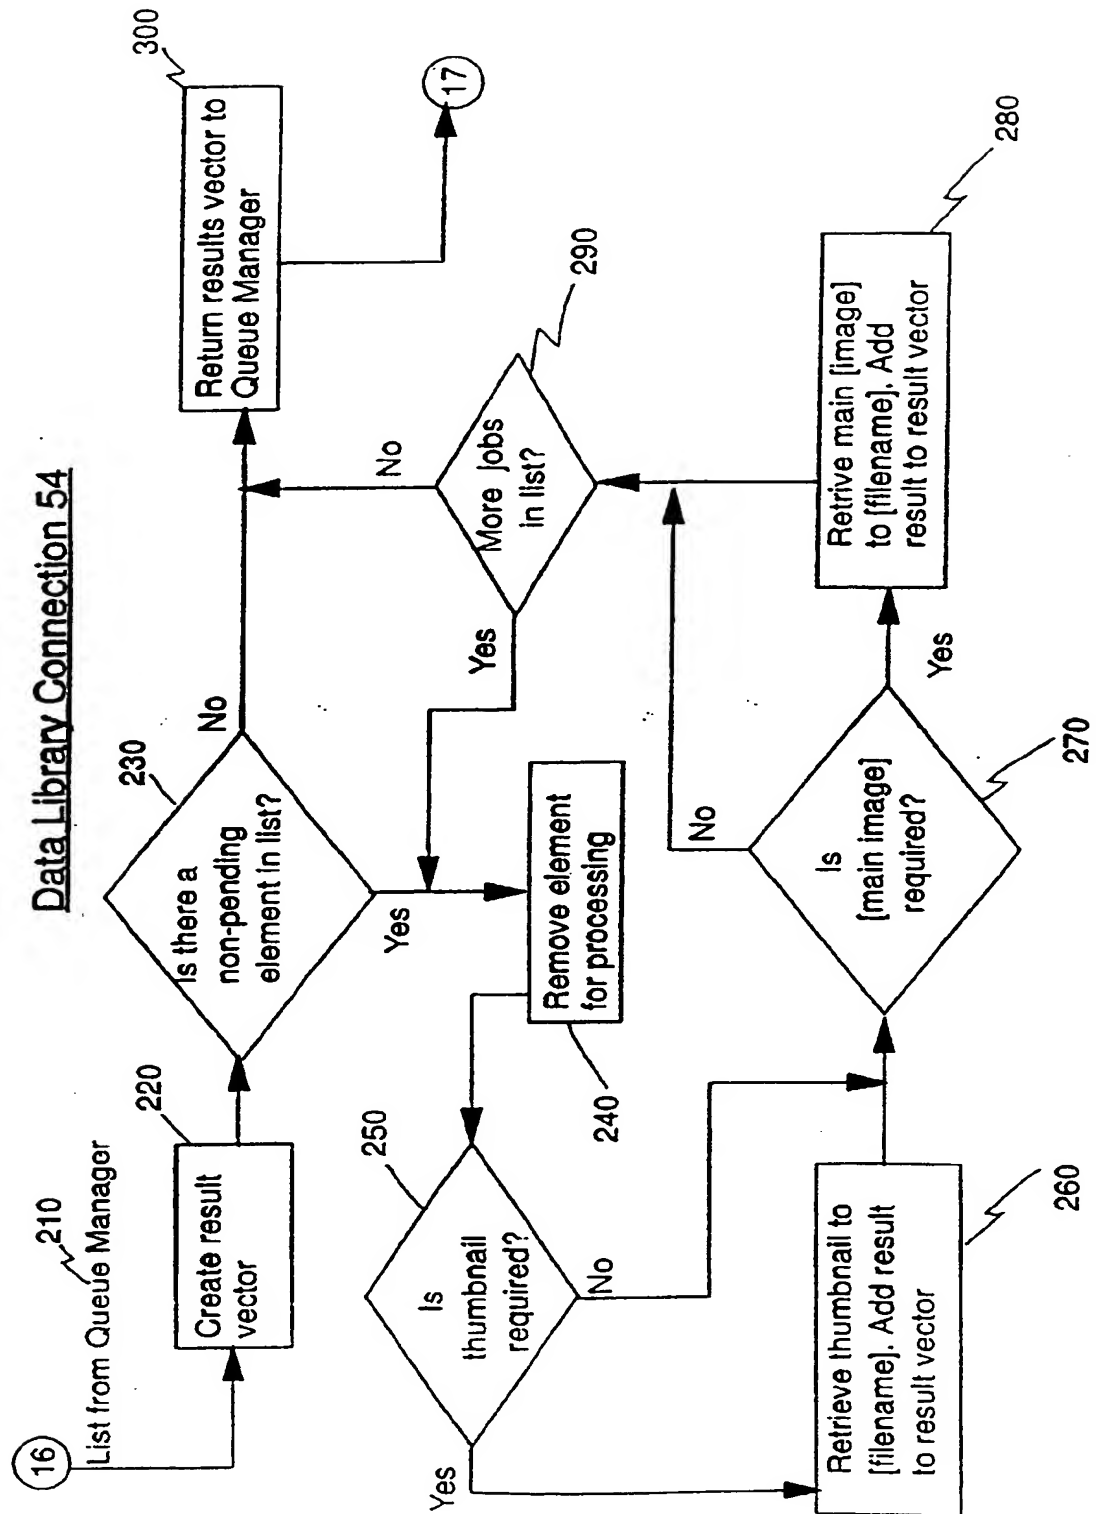 Data Library Connection 54
16
List from Queue Manager
210
Create result
vector
220
Is there a
non-pending
element in list?
230
No
Yes
Return results vector to
Queue Manager
300
17
Remove element
for processing
240
Is
thumbnail
required?
250
Yes
No
Retrieve thumbnail to
[filename]. Add result
to result vector
260
Is
[main image]
required?
270
No
Yes
Retrive main [image]
to [filename]. Add
result to result vector
280
More jobs
in list?
290
Yes
No